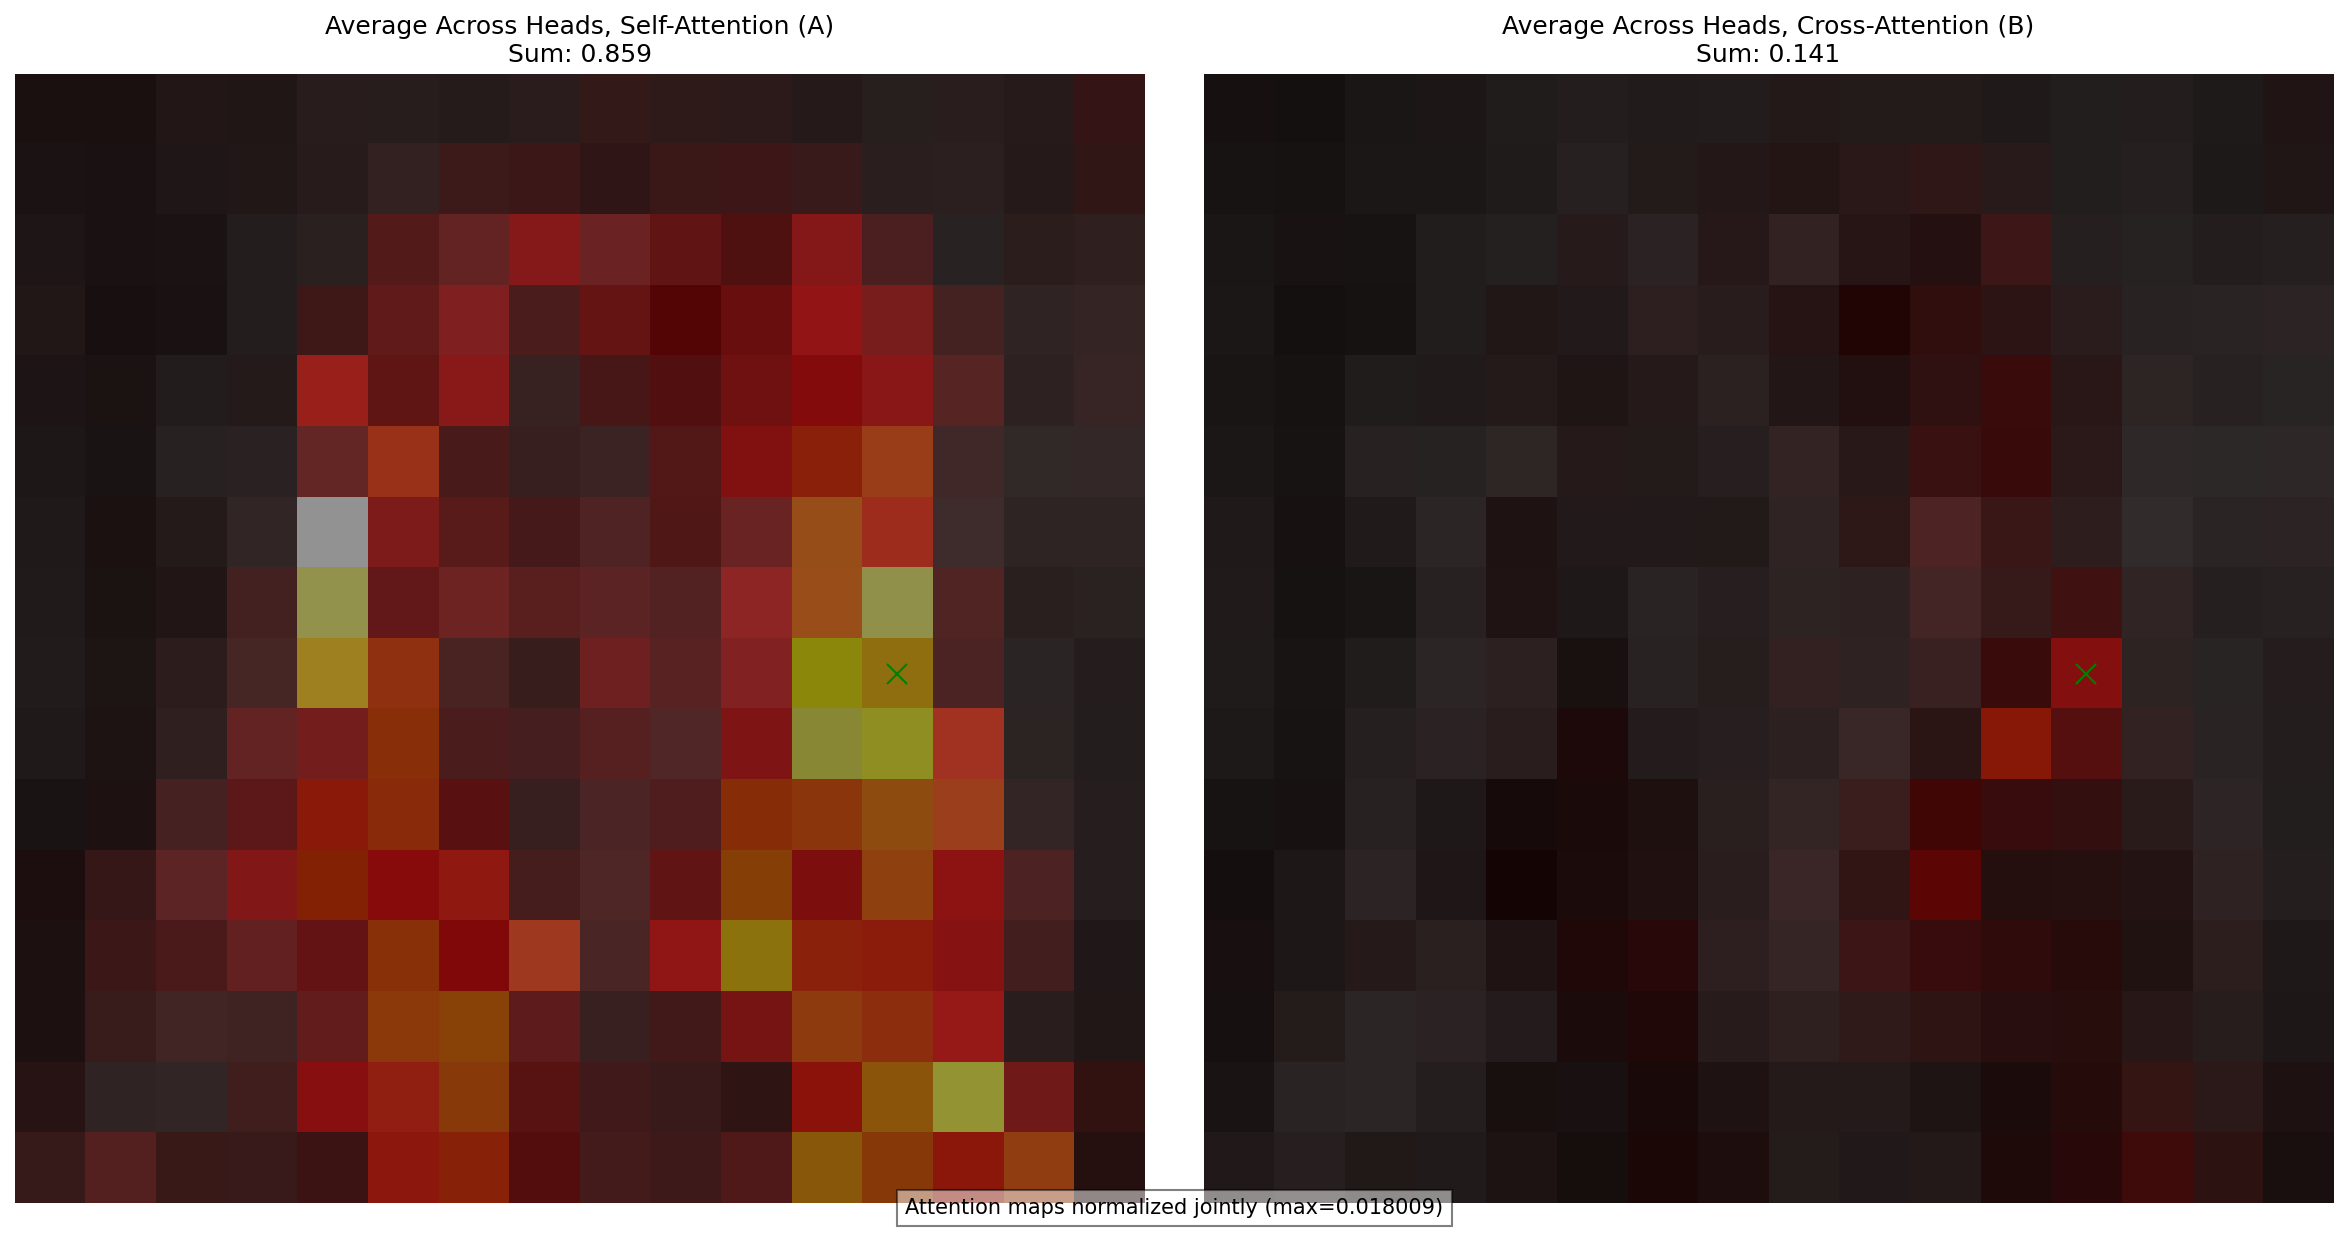 Average Across Heads, Self-Attention (A)
Sum: 0.859
Average Across Heads, Cross-Attention (B)
Sum: 0.141
Attention maps normalized jointly (max=0.018009)